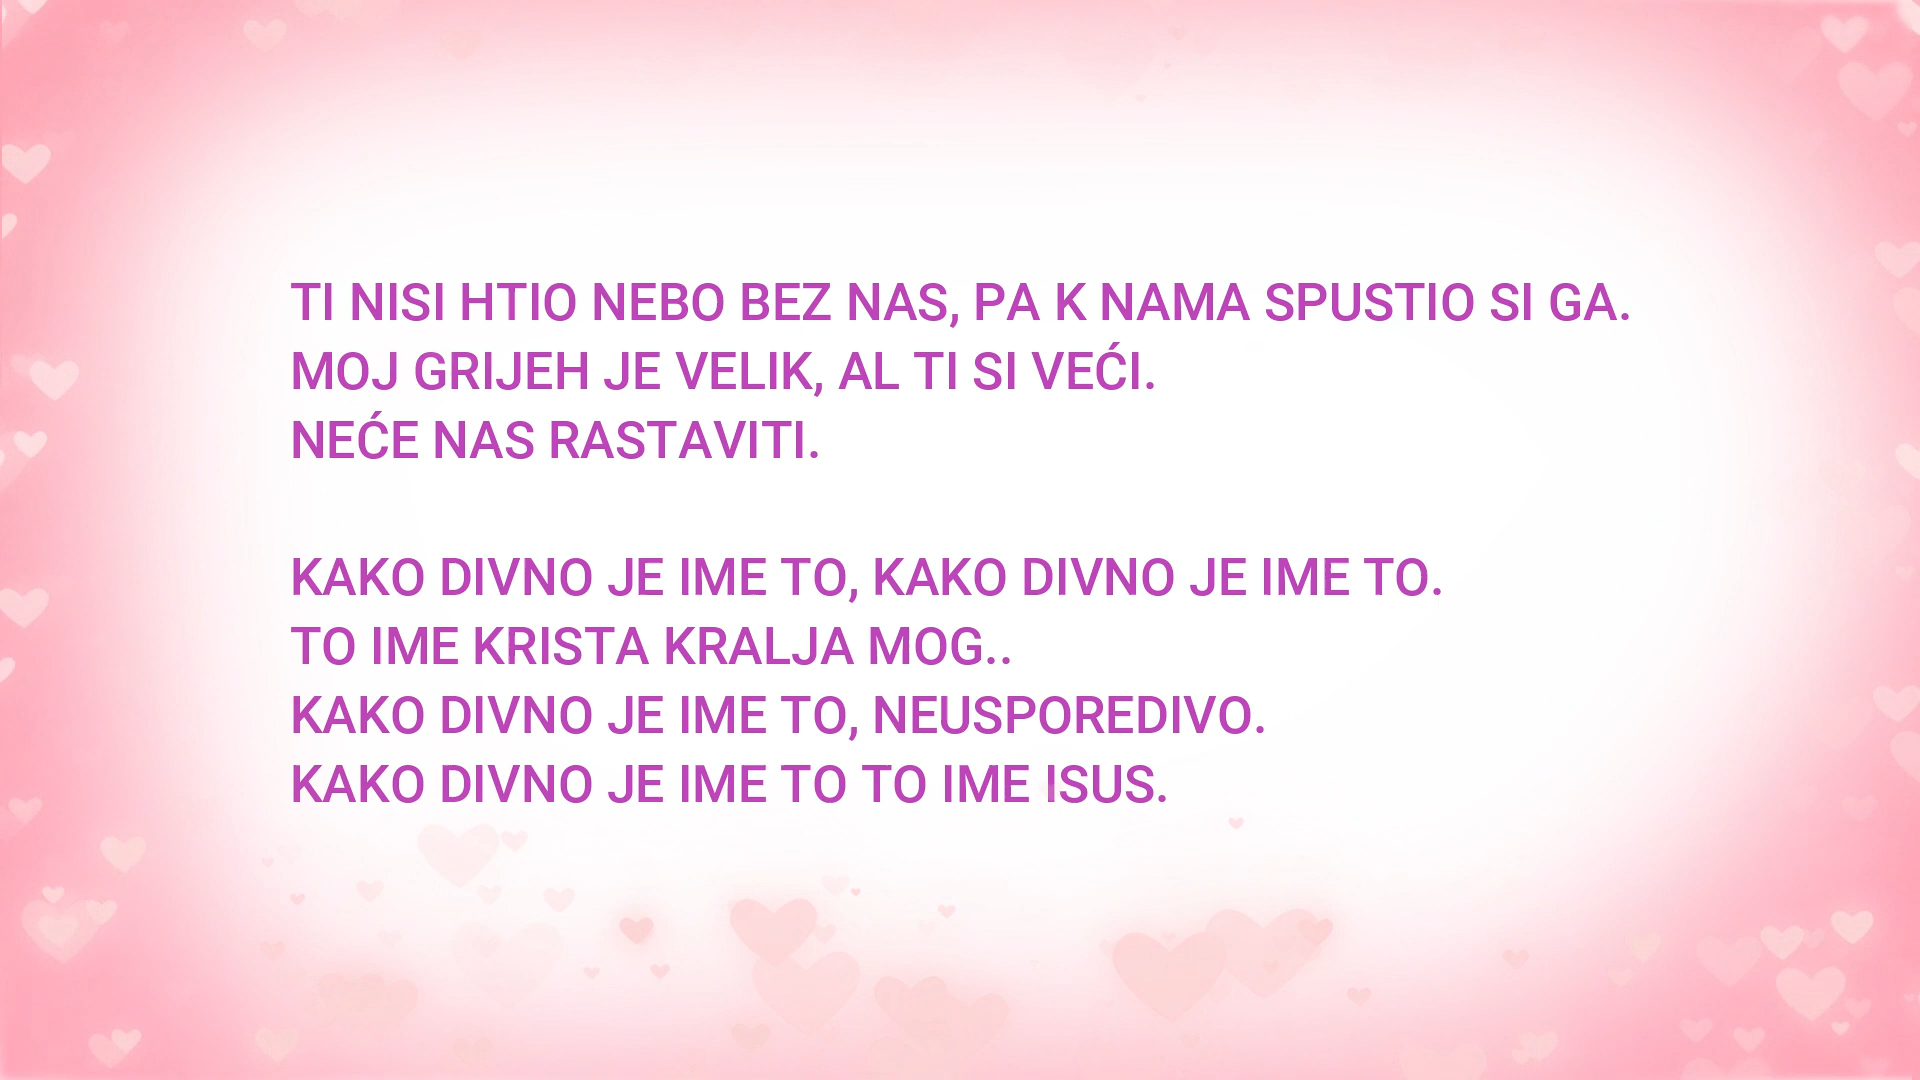 TI NISI HTIO NEBO BEZ NAS, PA K NAMA SPUSTIO SI GA.
MOJ GRIJEH JE VELIK, AL TI SI VEĆI.
NEĆE NAS RASTAVITI.
KAKO DIVNO JE IME TO, KAKO DIVNO JE IME TO.
TO IME KRISTA KRALJA MOG..
KAKO DIVNO JE IME TO, NEUSPOREDIVO.
KAKO DIVNO JE IME TO TO IME ISUS.